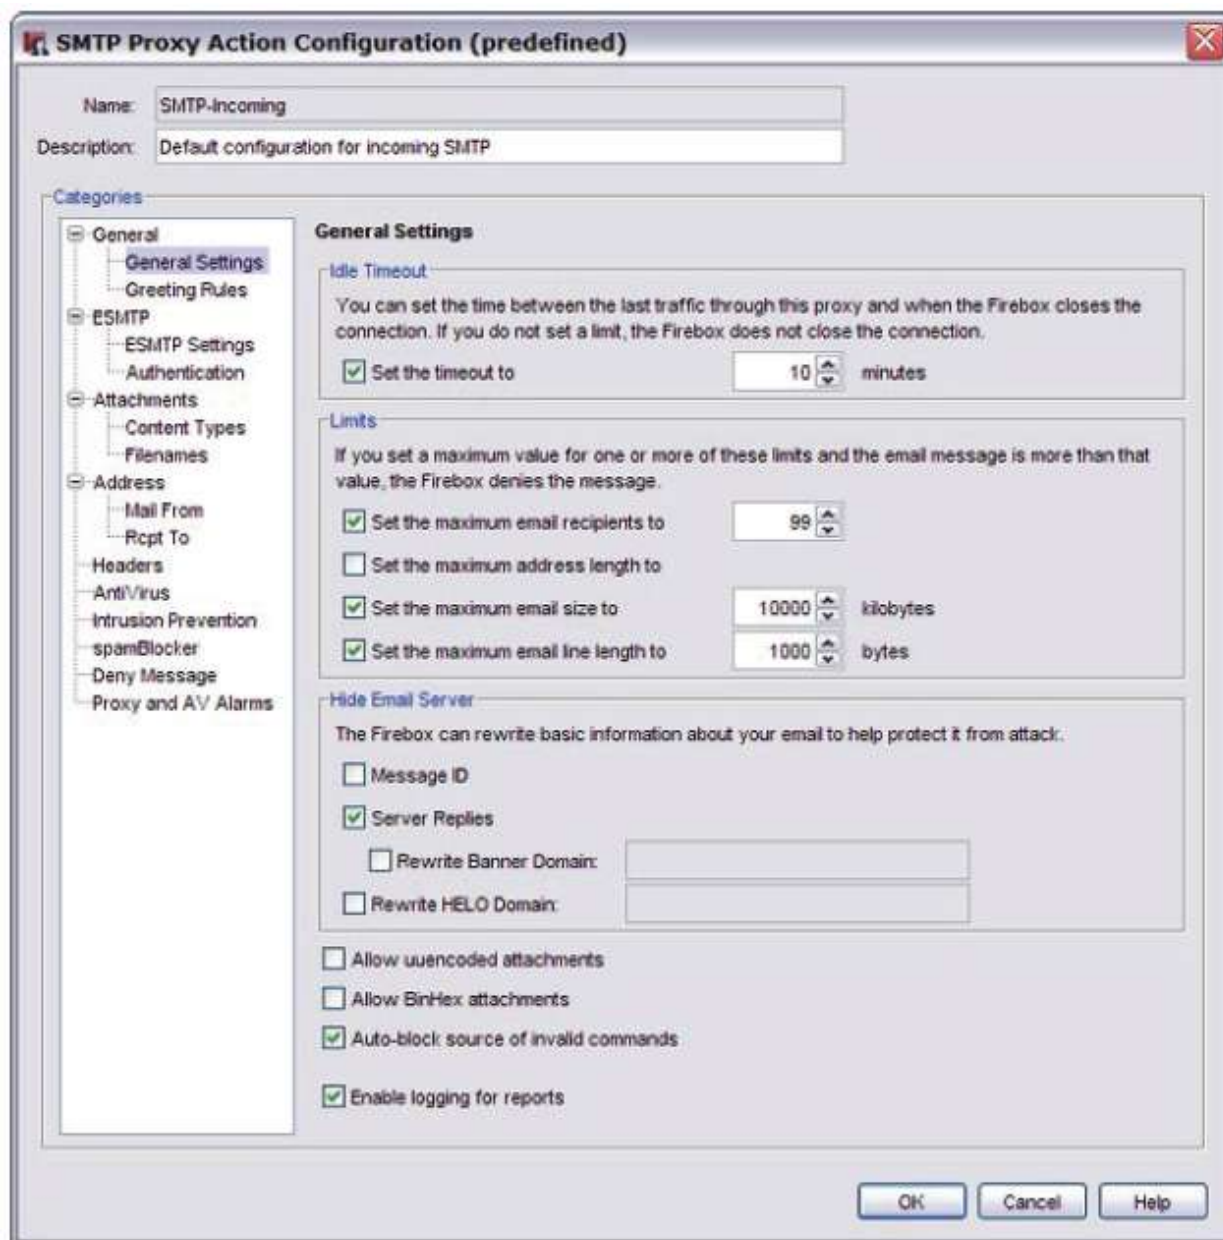 SMTP Proxy Action Configuration (predefined)
Name: SMTP-Incoming
Description: Default configuration for incoming SMTP
Categories
General
General Settings
Greeting Rules
ESMTP
ESMTP Settings
Authentication
Attachments
Content Types
Filenames
Address
Mail From
Rcpt To
Headers
AntiVirus
Intrusion Prevention
spamBlocker
Deny Message
Proxy and AV Alarms
General Settings
Idle Timeout
You can set the time between the last traffic through this proxy and when the Firebox closes the
connection. If you do not set a limit, the Firebox does not close the connection.
Set the timeout to 10 minutes
Limits
If you set a maximum value for one or more of these limits and the email message is more than that
value, the Firebox denies the message.
Set the maximum email recipients to 99
Set the maximum address length to
Set the maximum email size to 10000 kilobytes
Set the maximum email line length to 1000 bytes
Hide Email Server
The Firebox can rewrite basic information about your email to help protect it from attack.
Message ID
Server Replies
Rewrite Banner Domain:
Rewrite HELO Domain:
Allow uuencoded attachments
Allow BinHex attachments
Auto-block source of invalid commands
Enable logging for reports
OK Cancel Help